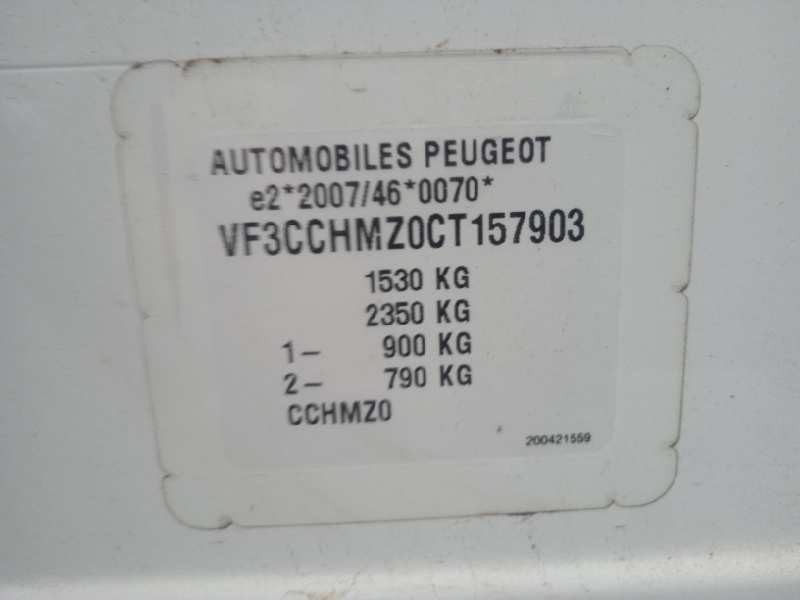 AUTOMOBILES PEUGEOT
e2*2007/46*0070*
VF3CCHMZ0CT157903
1530 KG
2350 KG
1- 900 KG
2- 790 KG
CCHMZ0
200421559